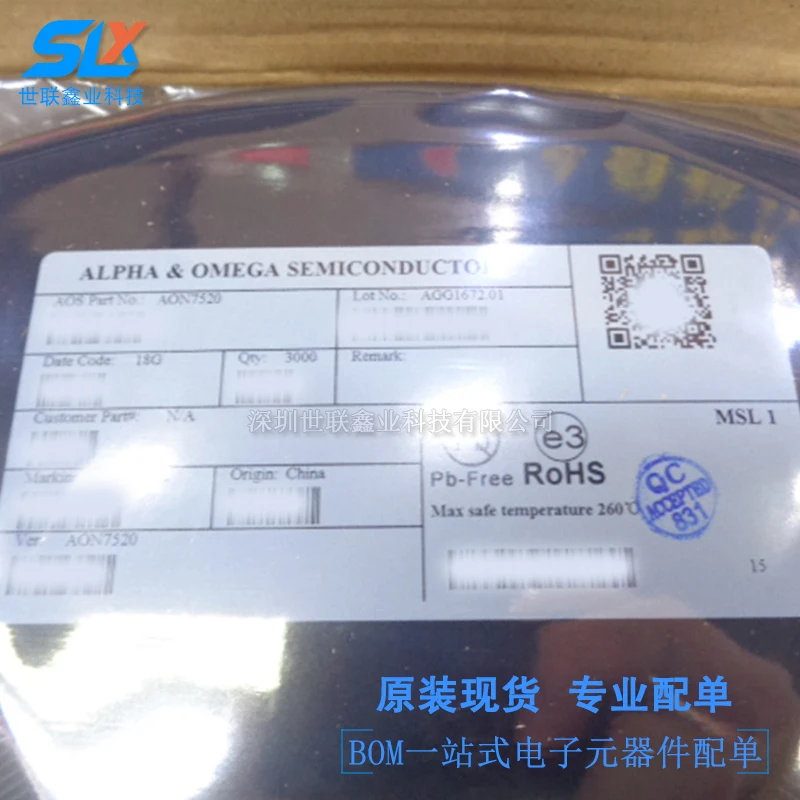 SLX
世联鑫业科技
ALPHA & OMEGA SEMICONDUCTO
AOS Part No.: AON7520
Lot No.: AGG1672.01
Date Code: 18G
Qty: 3000
Remark:
Customer Part#: N/A
深圳世联鑫业科技有限公司
MSL 1
e3
Pb-Free RoHS
Origin: China
Max safe temperature 260℃
QC
ACCEPTED
831
Ver AON7520
15
原装现货 专业配单
BOM一站式电子元器件配单